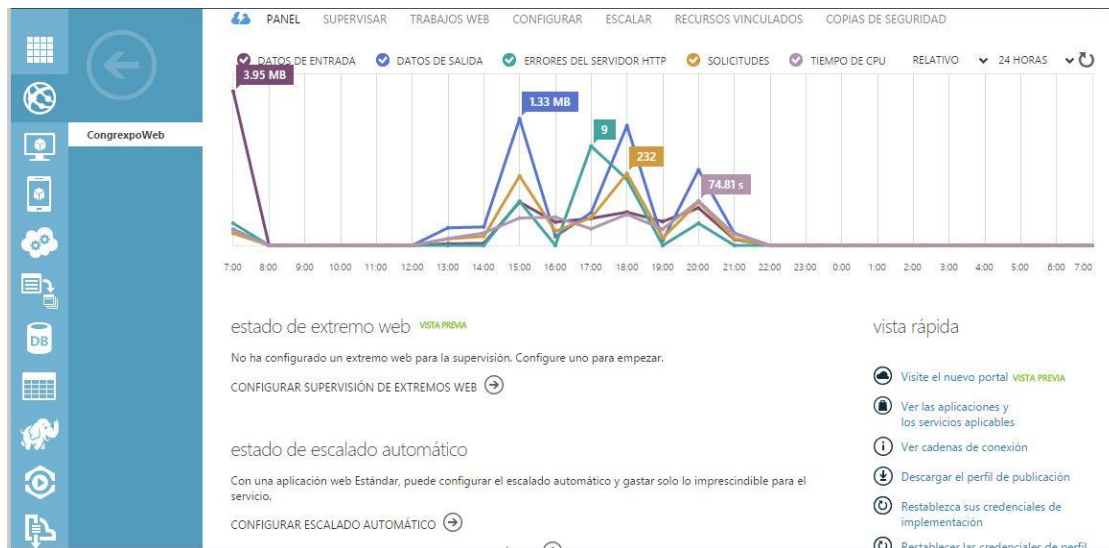 PANEL SUPERVISAR TRABAJOS WEB CONFIGURAR ESCALAR RECURSOS VINCULADOS COPIAS DE SEGURIDAD
DATOS DE ENTRADA DATOS DE SALIDA ERRORES DEL SERVIDOR HTTP SOLICITUDES TIEMPO DE CPU RELATIVO 24 HORAS
3.95 MB
1.33 MB
9
232
74.81 s
CongrexpoWeb
7:00 8:00 9:00 10:00 11:00 12:00 13:00 14:00 15:00 16:00 17:00 18:00 19:00 20:00 21:00 22:00 23:00 0:00 1:00 2:00 3:00 4:00 5:00 6:00 7:00
estado de extremo web VISTA PREVIA
No ha configurado un extremo web para la supervisión. Configure uno para empezar.
CONFIGURAR SUPERVISIÓN DE EXTREMOS WEB
estado de escalado automático
Con una aplicación web Estándar, puede configurar el escalado automático y gastar solo lo imprescindible para el
servicio.
CONFIGURAR ESCALADO AUTOMÁTICO
vista rápida
Visite el nuevo portal VISTA PREVIA
Ver las aplicaciones y
los servicios aplicables
Ver cadenas de conexión
Descargar el perfil de publicación
Restablezca sus credenciales de
implementación
Restablecer las credenciales de perfil
DB